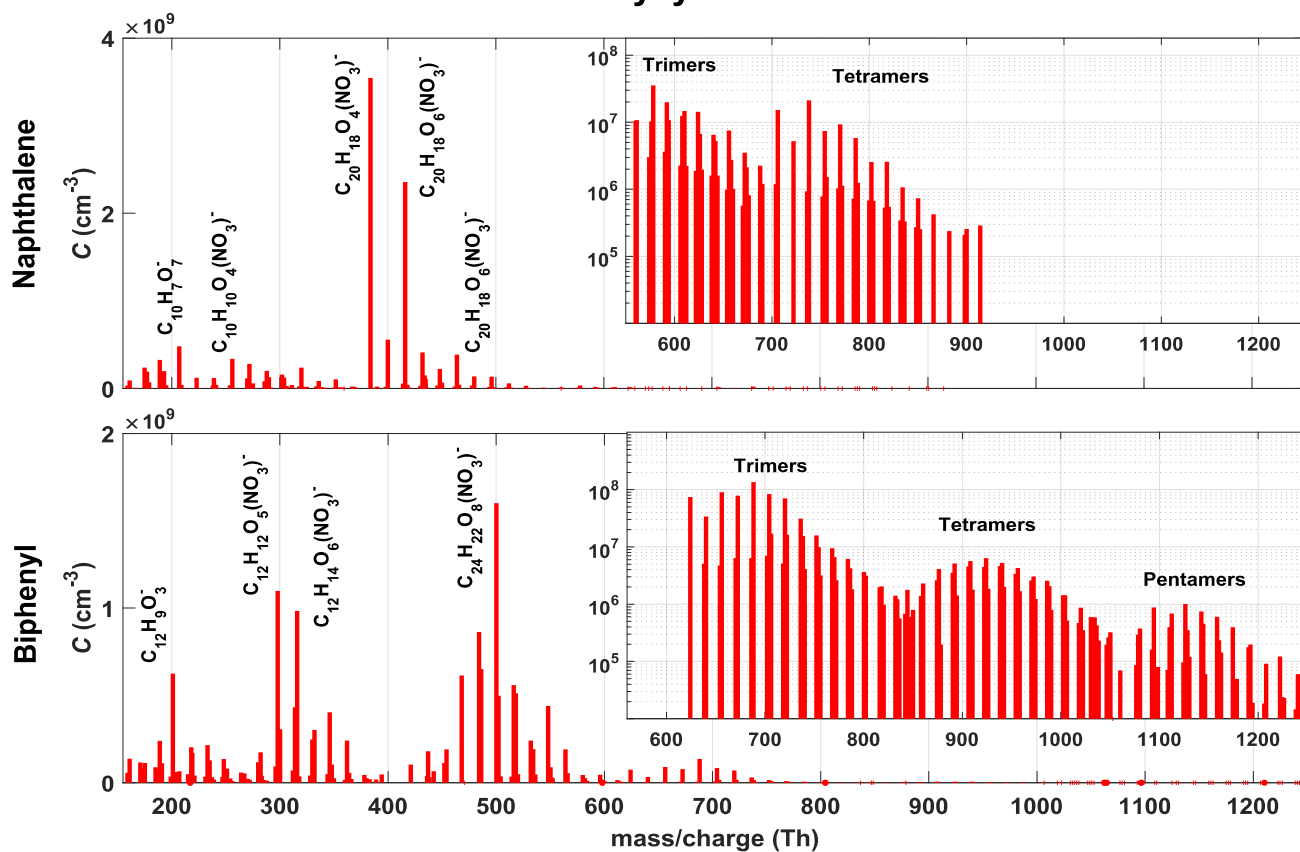 ×10⁹
4
2
0
Naphthalene
C (cm⁻³)
C₁₀H₇O₇⁻
C₁₀H₁₀O₄(NO₃)⁻
C₂₀H₁₈O₄(NO₃)⁻
C₂₀H₁₈O₆(NO₃)⁻
C₂₀H₁₈O₆(NO₃)⁻
10⁸
10⁷
10⁶
10⁵
Trimers
Tetramers
600 700 800 900 1000 1100 1200
×10⁹
2
1
0
Biphenyl
C (cm⁻³)
C₁₂H₉O₃⁻
C₁₂H₁₂O₅(NO₃)⁻
C₁₂H₁₄O₆(NO₃)⁻
C₂₄H₂₂O₈(NO₃)⁻
10⁸
10⁷
10⁶
10⁵
Trimers
Tetramers
Pentamers
600 700 800 900 1000 1100 1200
200 300 400 500 600 700 800 900 1000 1100 1200
mass/charge (Th)